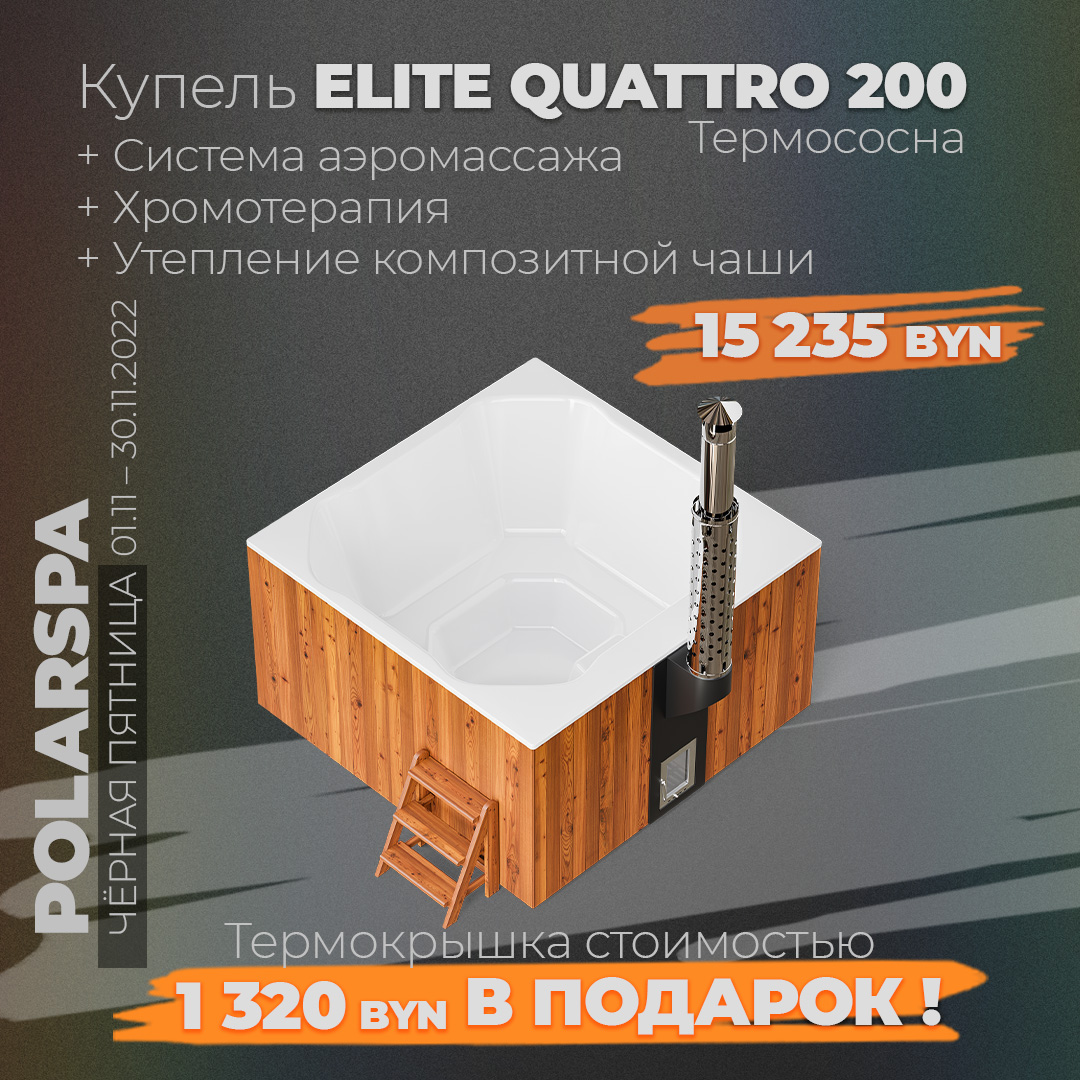 Купель ELITE QUATTRO 200
Термососна
+ Система аэромассажа
+ Хромотерапия
+ Утепление композитной чаши
15 235 BYN
POLARSPA
ЧЁРНАЯ ПЯТНИЦА 01.11 – 30.11.2022
Термокрышка стоимостью
1 320 BYN В ПОДАРОК !